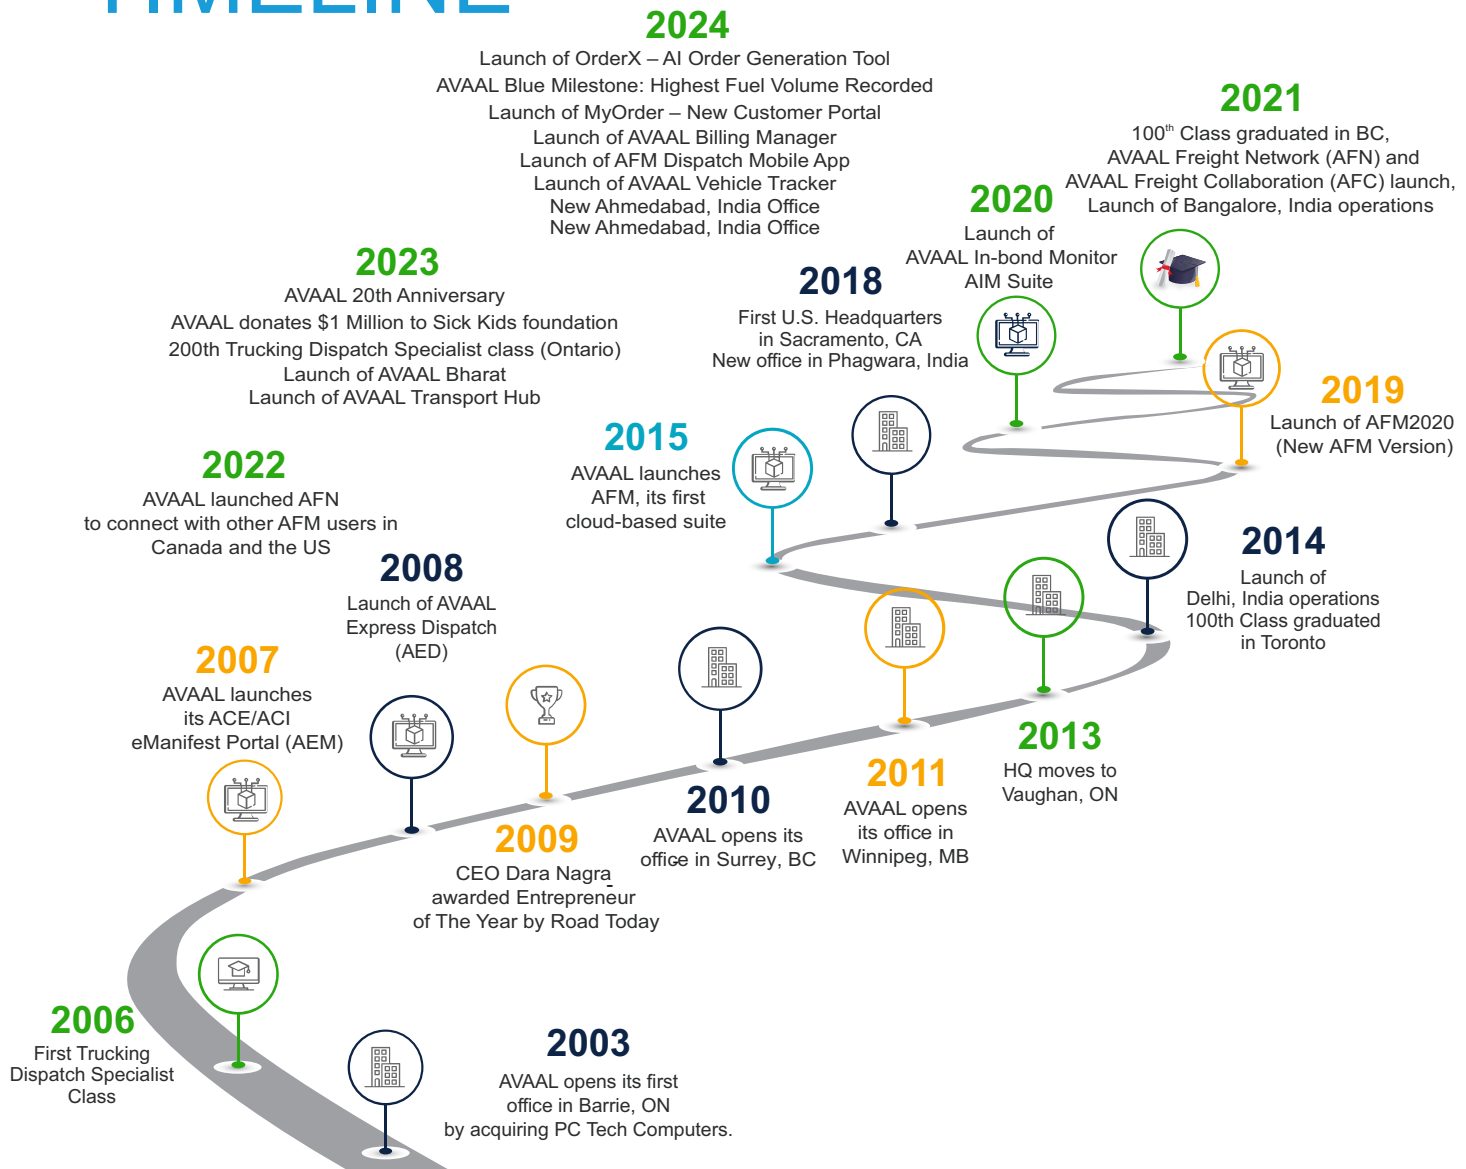 TIMELINE
2024
Launch of OrderX – AI Order Generation Tool
AVAAL Blue Milestone: Highest Fuel Volume Recorded
Launch of MyOrder – New Customer Portal
Launch of AVAAL Billing Manager
Launch of AFM Dispatch Mobile App
Launch of AVAAL Vehicle Tracker
New Ahmedabad, India Office
New Ahmedabad, India Office
2021
100th Class graduated in BC,
AVAAL Freight Network (AFN) and
AVAAL Freight Collaboration (AFC) launch,
Launch of Bangalore, India operations
2020
Launch of
AVAAL In-bond Monitor
AIM Suite
2023
AVAAL 20th Anniversary
AVAAL donates $1 Million to Sick Kids foundation
200th Trucking Dispatch Specialist class (Ontario)
Launch of AVAAL Bharat
Launch of AVAAL Transport Hub
2018
First U.S. Headquarters
in Sacramento, CA
New office in Phagwara, India
2019
Launch of AFM2020
(New AFM Version)
2015
AVAAL launches
AFM, its first
cloud-based suite
2022
AVAAL launched AFN
to connect with other AFM users in
Canada and the US
2014
Launch of
Delhi, India operations
100th Class graduated
in Toronto
2008
Launch of AVAAL
Express Dispatch
(AED)
2007
AVAAL launches
its ACE/ACI
eManifest Portal (AEM)
2013
HQ moves to
Vaughan, ON
2011
AVAAL opens
its office in
Winnipeg, MB
2010
AVAAL opens its
office in Surrey, BC
2009
CEO Dara Nagra
awarded Entrepreneur
of The Year by Road Today
2006
First Trucking
Dispatch Specialist
Class
2003
AVAAL opens its first
office in Barrie, ON
by acquiring PC Tech Computers.